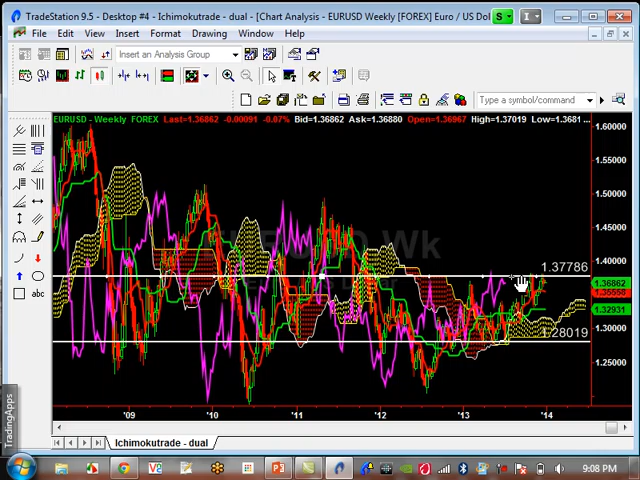 TradeStation 9.5 - Desktop #4 - Ichimokutrade - dual - [Chart Analysis - EURUSD Weekly [FOREX] Euro / US Dol
S
I
File Edit View Insert Format Drawing Window Help
Insert an Analysis Group
Type a symbol/command
EURUSD - Weekly FOREX Last=1.36862 -0.00091 -0.07% Bid=1.36862 Ask=1.36880 Open=1.36967 High=1.37019 Low=1.3681 ...
1.60000
1.55000
1.50000
1.45000
1.40000
1.37786
1.36862
1.32931
1.30000
1.28019
1.25000
'09 '10 '11 '12 '13 '14
abc
TradingApps
Ichimokutrade - dual
9:08 PM